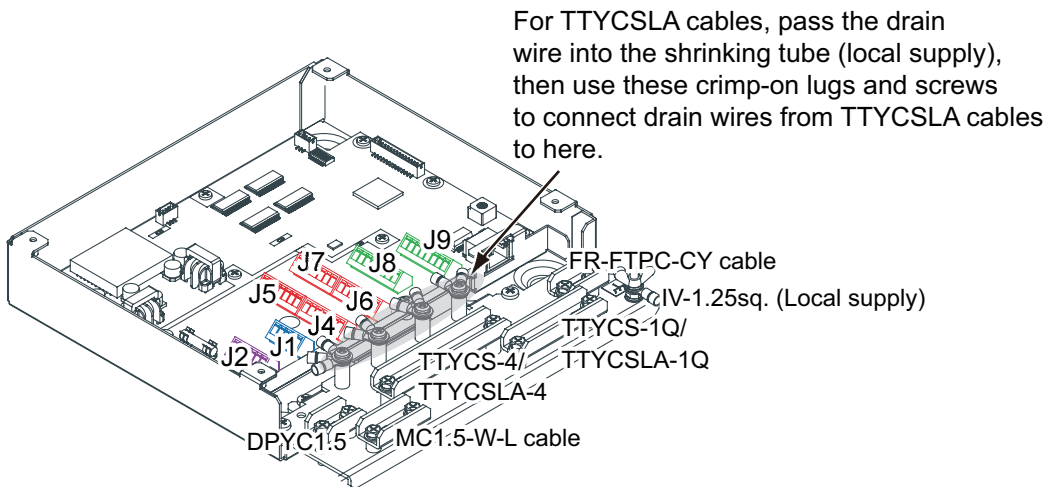 For TTYCSLA cables, pass the drain
wire into the shrinking tube (local supply),
then use these crimp-on lugs and screws
to connect drain wires from TTYCSLA cables
to here.
J9
J7
J8
FR-FTPC-CY cable
J5
J6
IV-1.25sq. (Local supply)
J4
TTYCS-1Q/
J1
J2
TTYCS-4/
TTYCSLA-1Q
TTYCSLA-4
DPYC1.5
MC1.5-W-L cable